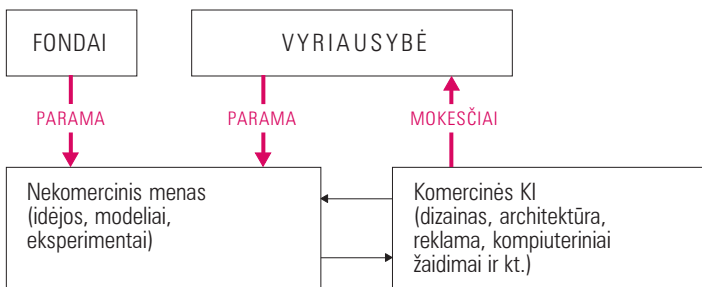 FONDAI
VYRIAUSYBĖ
PARAMA
PARAMA
MOKESČIAI
Nekomercinis menas
(idėjos, modeliai,
eksperimentai)
Komercinės KI
(dizainas, architektūra,
reklama, kompiuteriniai
žaidimai ir kt.)